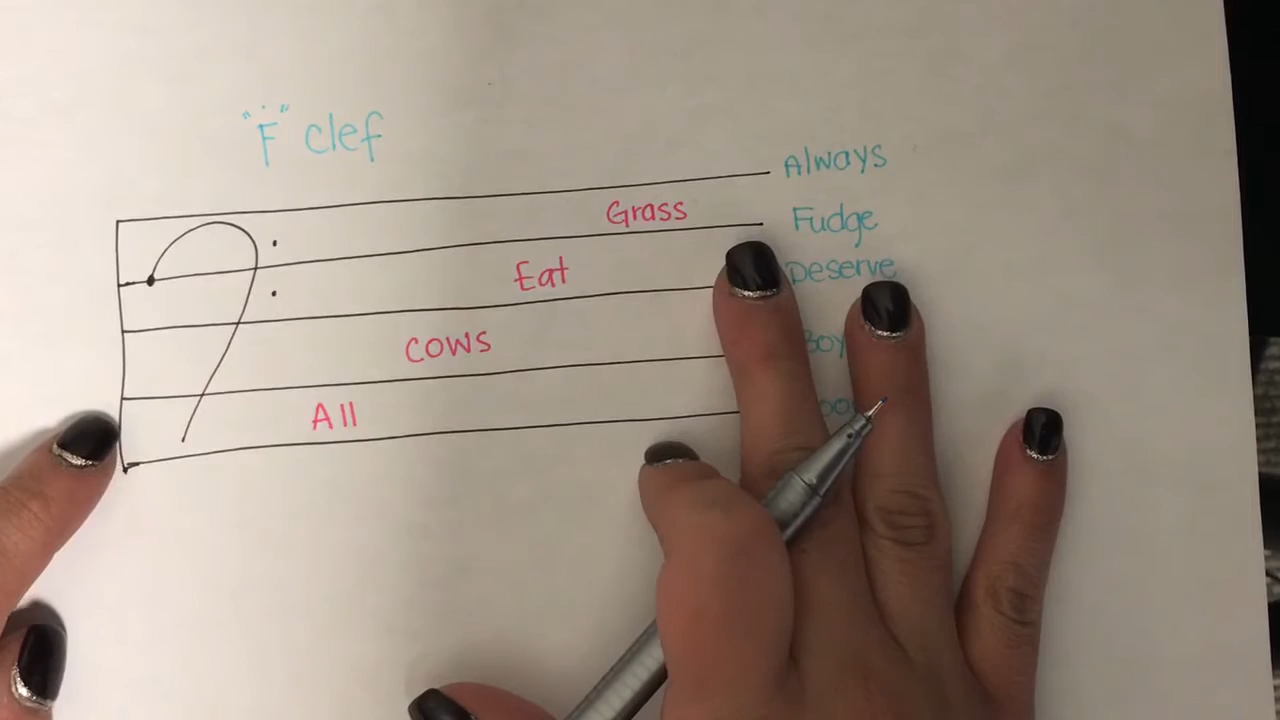 "F" clef
Always
Grass
Fudge
Eat
Deserve
cows
All